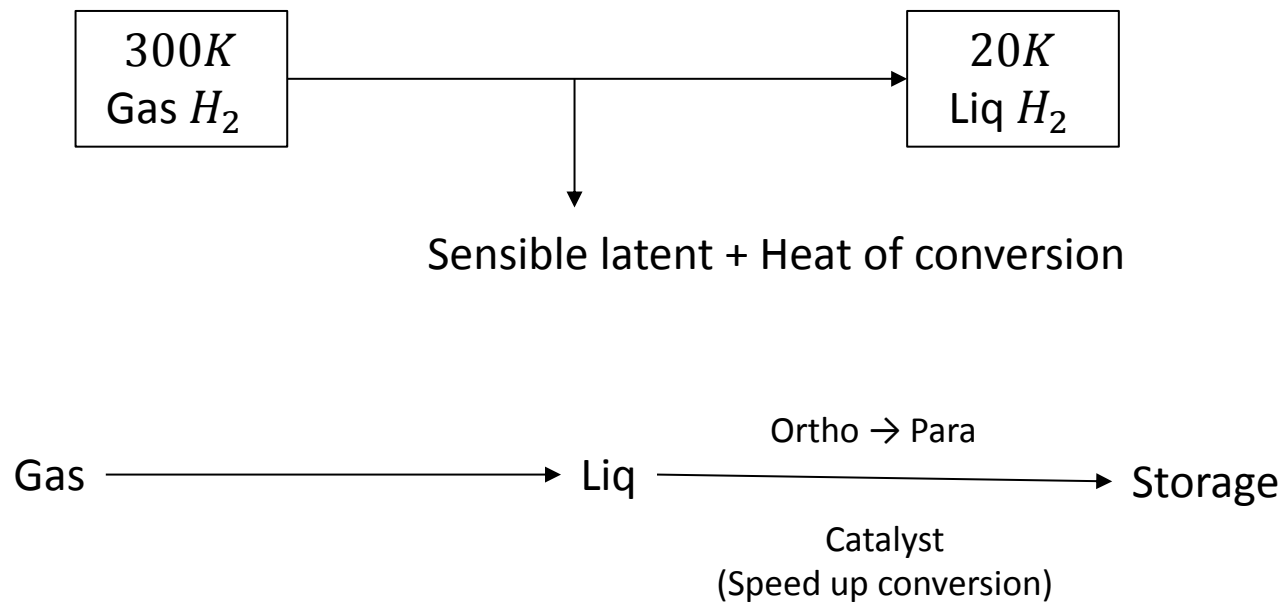 300K
Gas H₂
20K
Liq H₂
Sensible latent + Heat of conversion
Ortho → Para
Gas
Liq
Storage
Catalyst
(Speed up conversion)